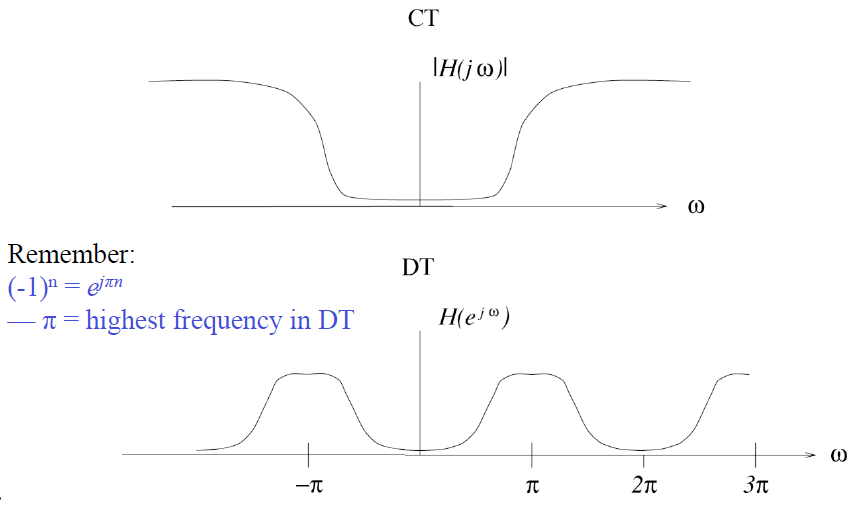 CT
|H(jω)|
ω
Remember:
(-1)ⁿ = e^{jπn}
— π = highest frequency in DT
DT
H(e^{jω})
ω
−π
π
2π
3π